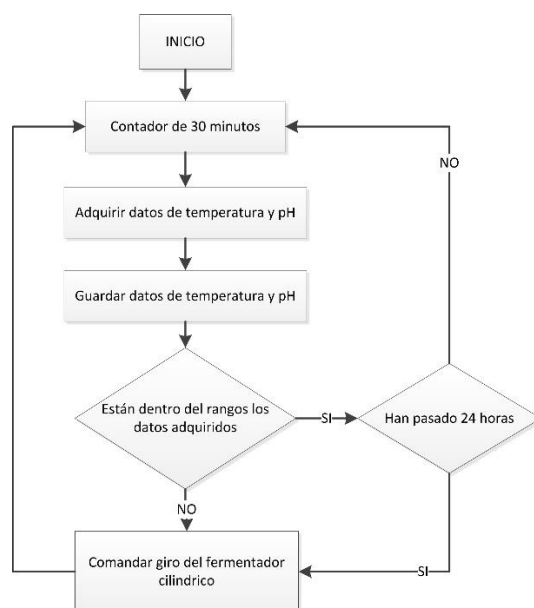 INICIO
Contador de 30 minutos
NO
Adquirir datos de temperatura y pH
Guardar datos de temperatura y pH
Están dentro del rangos los
datos adquiridos
SI
Han pasado 24 horas
NO
Comandar giro del fermentador
cilindrico
SI